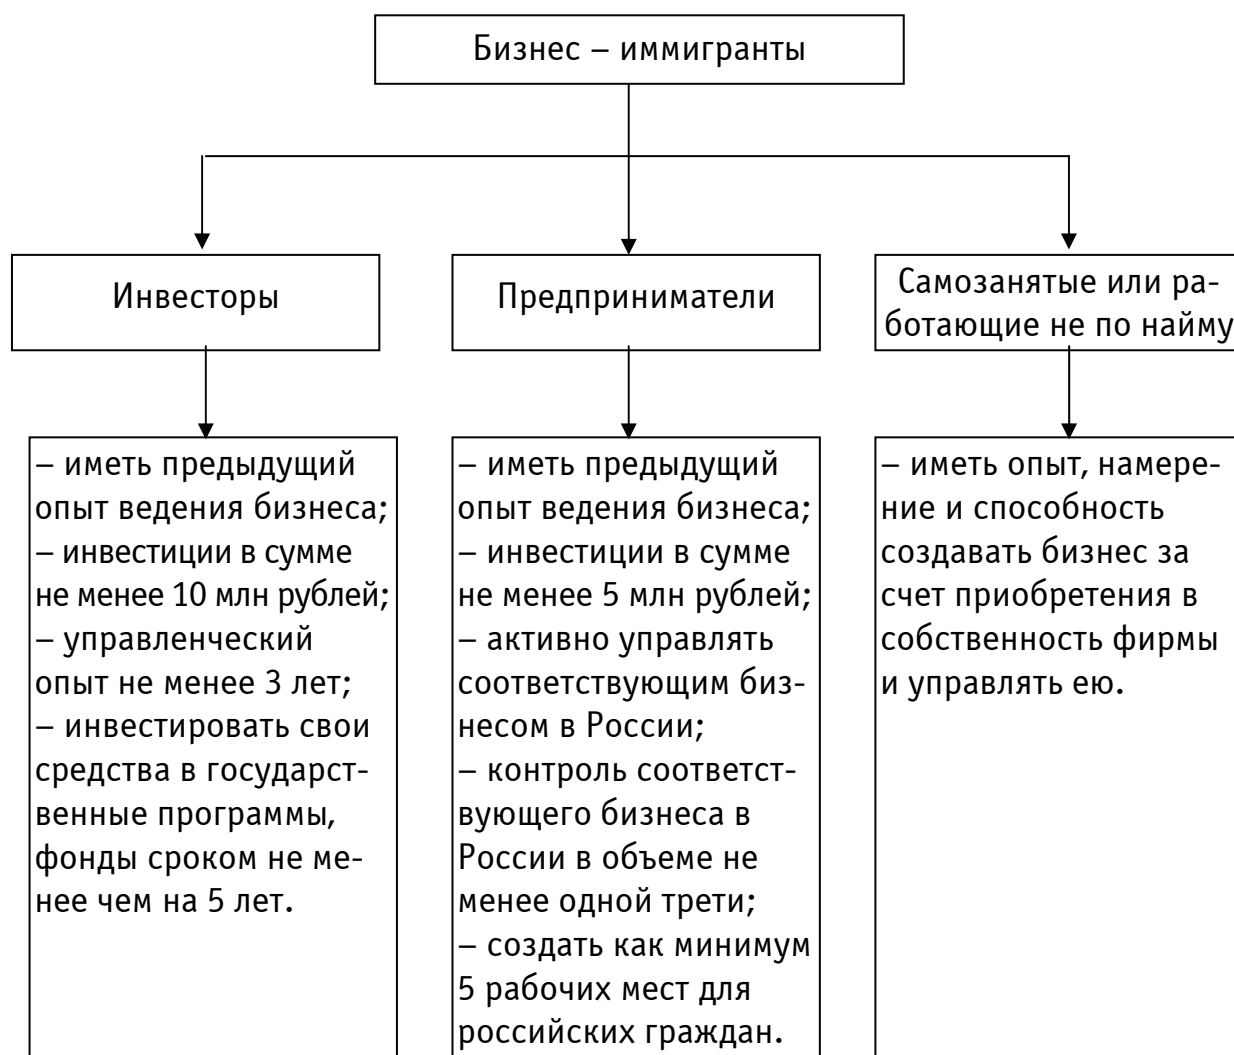 Бизнес – иммигранты
Инвесторы
Предприниматели
Самозанятые или ра-
ботающие не по найму
– иметь предыдущий
опыт ведения бизнеса;
– инвестиции в сумме
не менее 10 млн рублей;
– управленческий
опыт не менее 3 лет;
– инвестировать свои
средства в государст-
венные программы,
фонды сроком не ме-
нее чем на 5 лет.
– иметь предыдущий
опыт ведения бизнеса;
– инвестиции в сумме
не менее 5 млн рублей;
– активно управлять
соответствующим биз-
несом в России;
– контроль соответст-
вующего бизнеса в
России в объеме не
менее одной трети;
– создать как минимум
5 рабочих мест для
российских граждан.
– иметь опыт, намере-
ние и способность
создавать бизнес за
счет приобретения в
собственность фирмы
и управлять ею.